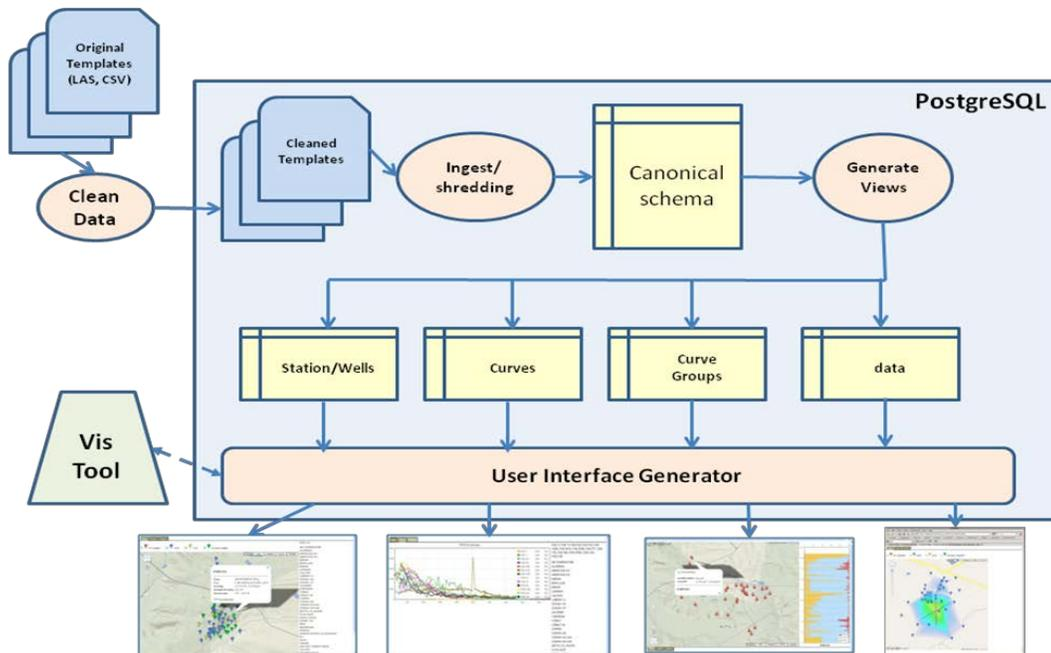 Original
Templates
(LAS, CSV)
PostgreSQL
Cleaned
Templates
Ingest/
shredding
Canonical
schema
Generate
Views
Clean
Data
Station/Wells
Curves
Curve
Groups
data
Vis
Tool
User Interface Generator